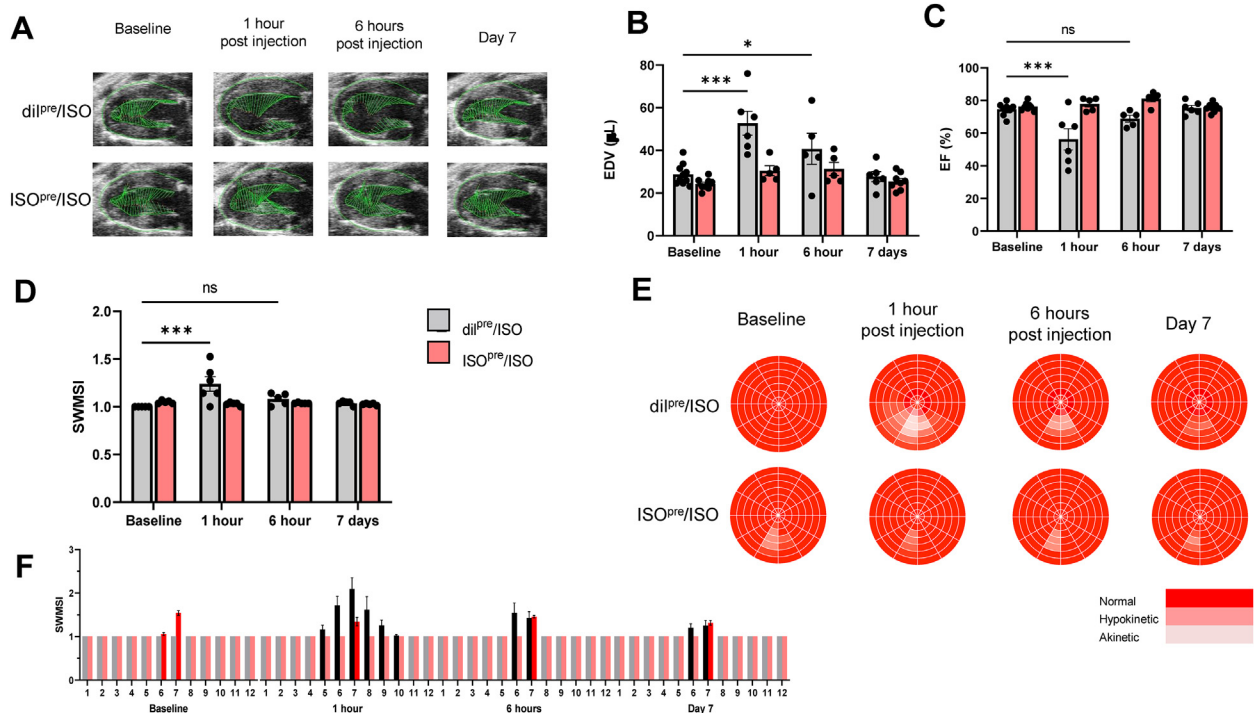 A
Baseline
1 hour
post injection
6 hours
post injection
Day 7
dilᵖʳᵉ/ISO
ISOᵖʳᵉ/ISO
B
*
***
EDV (µL)
80
60
40
20
0
Baseline 1 hour 6 hour 7 days
C
ns
***
EF (%)
100
80
60
40
20
0
Baseline 1 hour 6 hour 7 days
D
ns
***
SWMSI
2.0
1.5
1.0
0.5
0.0
Baseline 1 hour 6 hour 7 days
dilᵖʳᵉ/ISO
ISOᵖʳᵉ/ISO
E
Baseline
1 hour
post injection
6 hours
post injection
Day 7
dilᵖʳᵉ/ISO
ISOᵖʳᵉ/ISO
Normal
Hypokinetic
Akinetic
F
SWMSI
3
2
1
0
1 2 3 4 5 6 7 8 9 10 11 12 1 2 3 4 5 6 7 8 9 10 11 12 1 2 3 4 5 6 7 8 9 10 11 12 1 2 3 4 5 6 7 8 9 10 11 12
Baseline 1 hour 6 hours Day 7